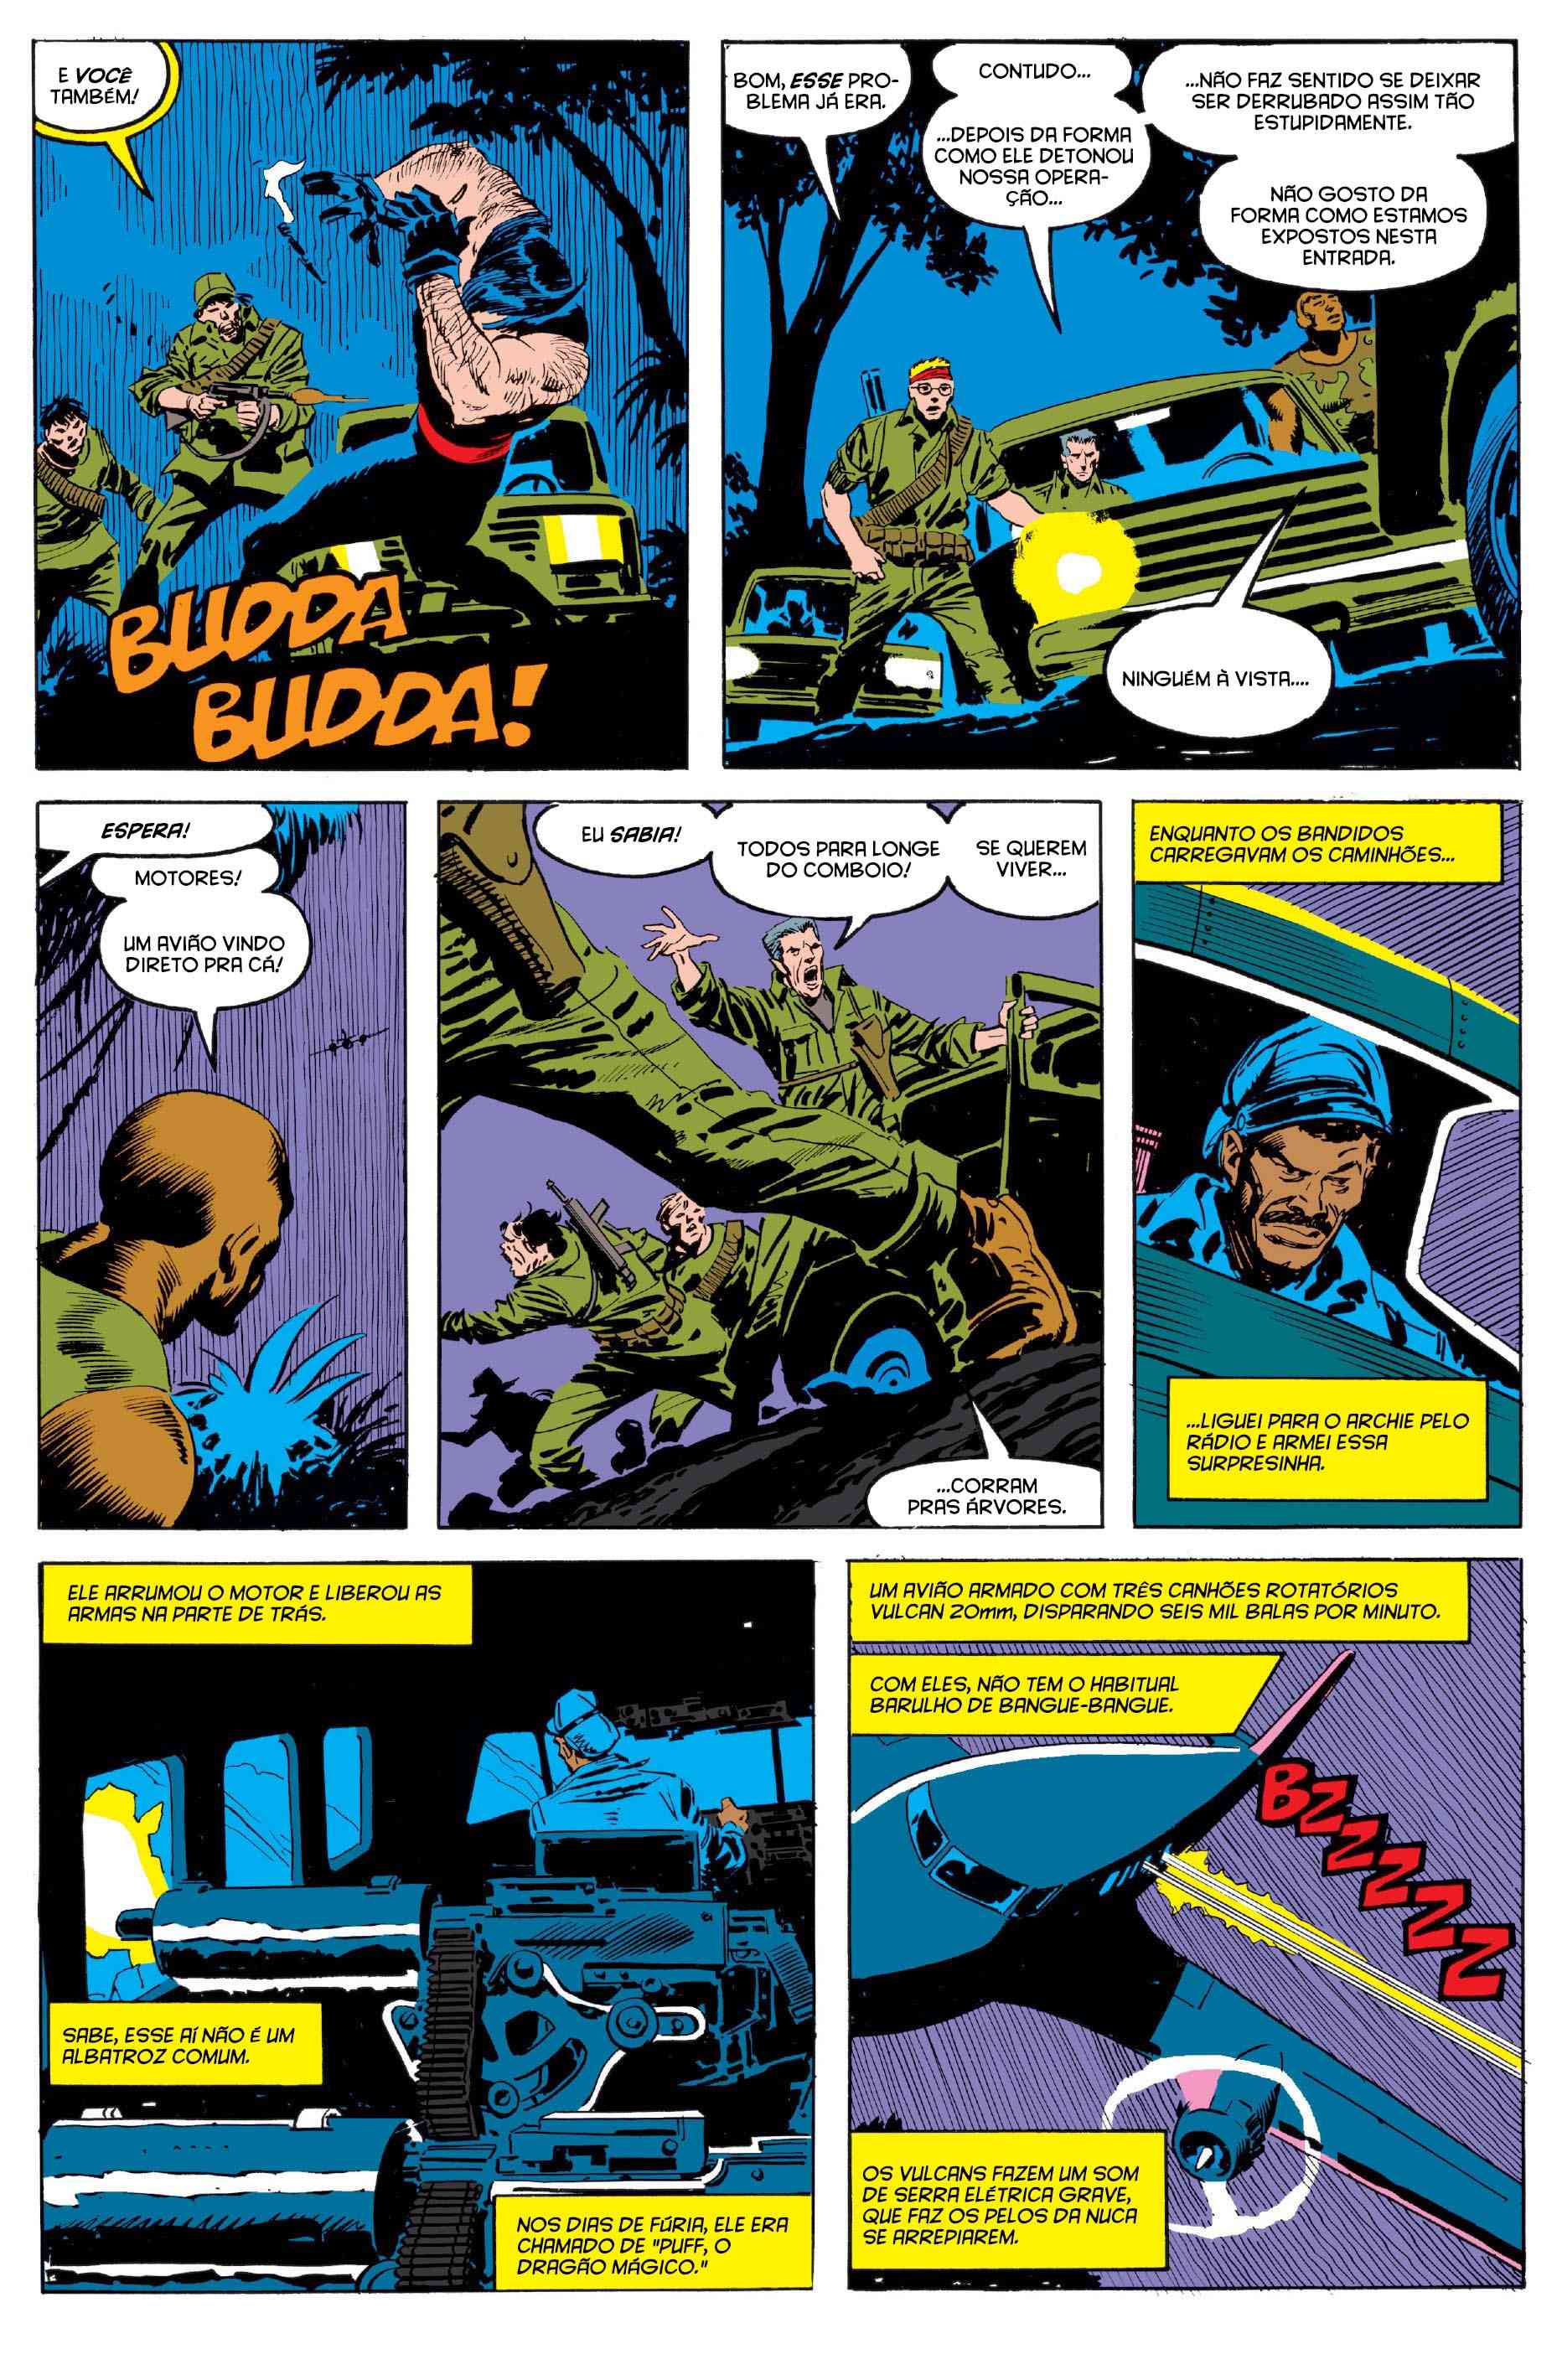 E VOCÊ
TAMBÉM!
BUDDA
BUDDA!
BOM, ESSE PRO-
BLEMA JÁ ERA.
CONTUDO...
...DEPOIS DA FORMA
COMO ELE DETONOU
NOSSA OPERA-
ÇÃO...
...NÃO FAZ SENTIDO SE DEIXAR
SER DERRUBADO ASSIM TÃO
ESTUPIDAMENTE.
NÃO GOSTO DA
FORMA COMO ESTAMOS
EXPOSTOS NESTA
ENTRADA.
NINGUÉM À VISTA....
ESPERA!
MOTORES!
UM AVIÃO VINDO
DIRETO PRA CÁ!
EU SABIA!
TODOS PARA LONGE
DO COMBOIO!
SE QUEREM
VIVER...
...CORRAM
PRAS ÁRVORES.
ENQUANTO OS BANDIDOS
CARREGAVAM OS CAMINHÕES...
...LIGUEI PARA O ARCHIE PELO
RÁDIO E ARMEI ESSA
SURPRESINHA.
ELE ARRUMOU O MOTOR E LIBEROU AS
ARMAS NA PARTE DE TRÁS.
SABE, ESSE AÍ NÃO É UM
ALBATROZ COMUM.
NOS DIAS DE FÚRIA, ELE ERA
CHAMADO DE "PUFF, O
DRAGÃO MÁGICO."
UM AVIÃO ARMADO COM TRÊS CANHÕES ROTATÓRIOS
VULCAN 20mm, DISPARANDO SEIS MIL BALAS POR MINUTO.
COM ELES, NÃO TEM O HABITUAL
BARULHO DE BANGUE-BANGUE.
BZZZZZZ
OS VULCANS FAZEM UM SOM
DE SERRA ELÉTRICA GRAVE,
QUE FAZ OS PELOS DA NUCA
SE ARREPIAREM.